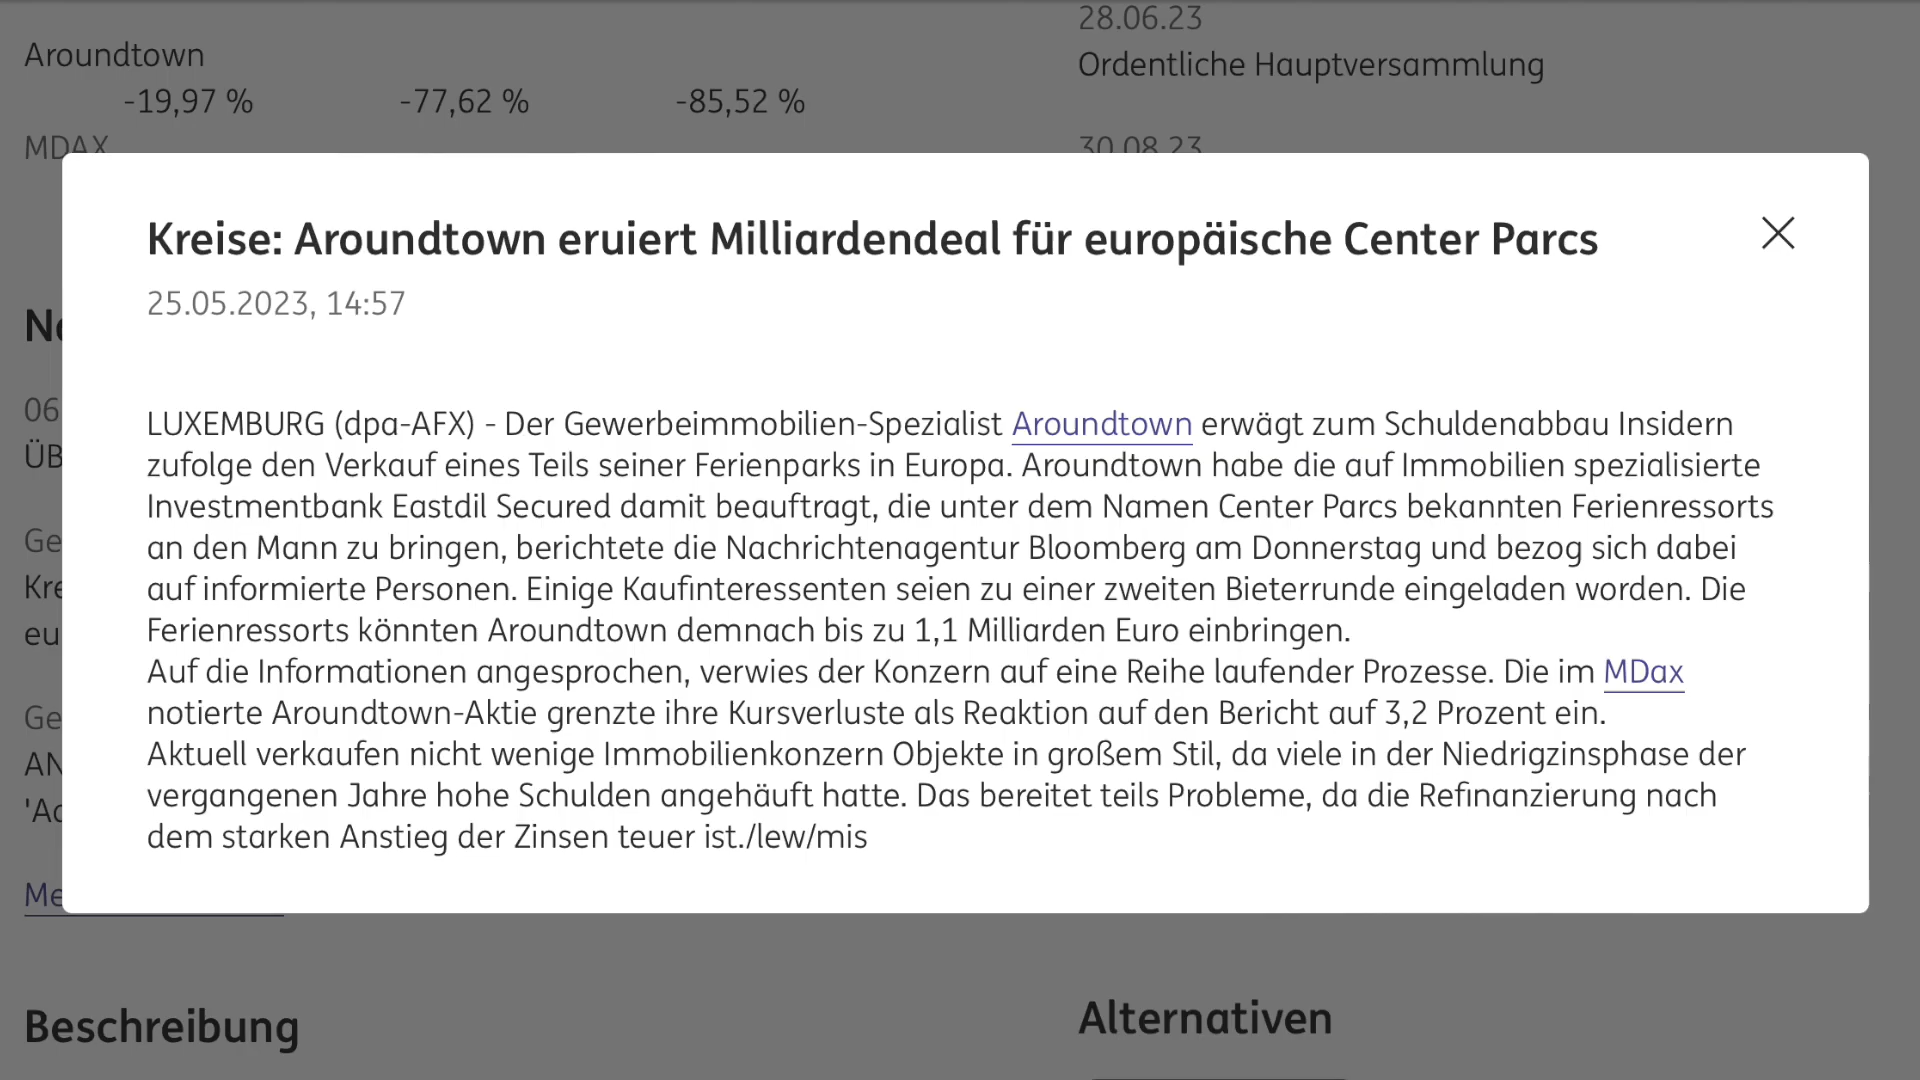 28.06.23
Aroundtown
Ordentliche Hauptversammlung
-19,97 % -77,62 % -85,52 %
MDAX
30.08.23
Kreise: Aroundtown eruiert Milliardendeal für europäische Center Parcs
25.05.2023, 14:57
LUXEMBURG (dpa-AFX) - Der Gewerbeimmobilien-Spezialist Aroundtown erwägt zum Schuldenabbau Insidern
zufolge den Verkauf eines Teils seiner Ferienparks in Europa. Aroundtown habe die auf Immobilien spezialisierte
Investmentbank Eastdil Secured damit beauftragt, die unter dem Namen Center Parcs bekannten Ferienressorts
an den Mann zu bringen, berichtete die Nachrichtenagentur Bloomberg am Donnerstag und bezog sich dabei
auf informierte Personen. Einige Kaufinteressenten seien zu einer zweiten Bieterrunde eingeladen worden. Die
Ferienressorts könnten Aroundtown demnach bis zu 1,1 Milliarden Euro einbringen.
Auf die Informationen angesprochen, verwies der Konzern auf eine Reihe laufender Prozesse. Die im MDax
notierte Aroundtown-Aktie grenzte ihre Kursverluste als Reaktion auf den Bericht auf 3,2 Prozent ein.
Aktuell verkaufen nicht wenige Immobilienkonzern Objekte in großem Stil, da viele in der Niedrigzinsphase der
vergangenen Jahre hohe Schulden angehäuft hatte. Das bereitet teils Probleme, da die Refinanzierung nach
dem starken Anstieg der Zinsen teuer ist./lew/mis
Beschreibung
Alternativen